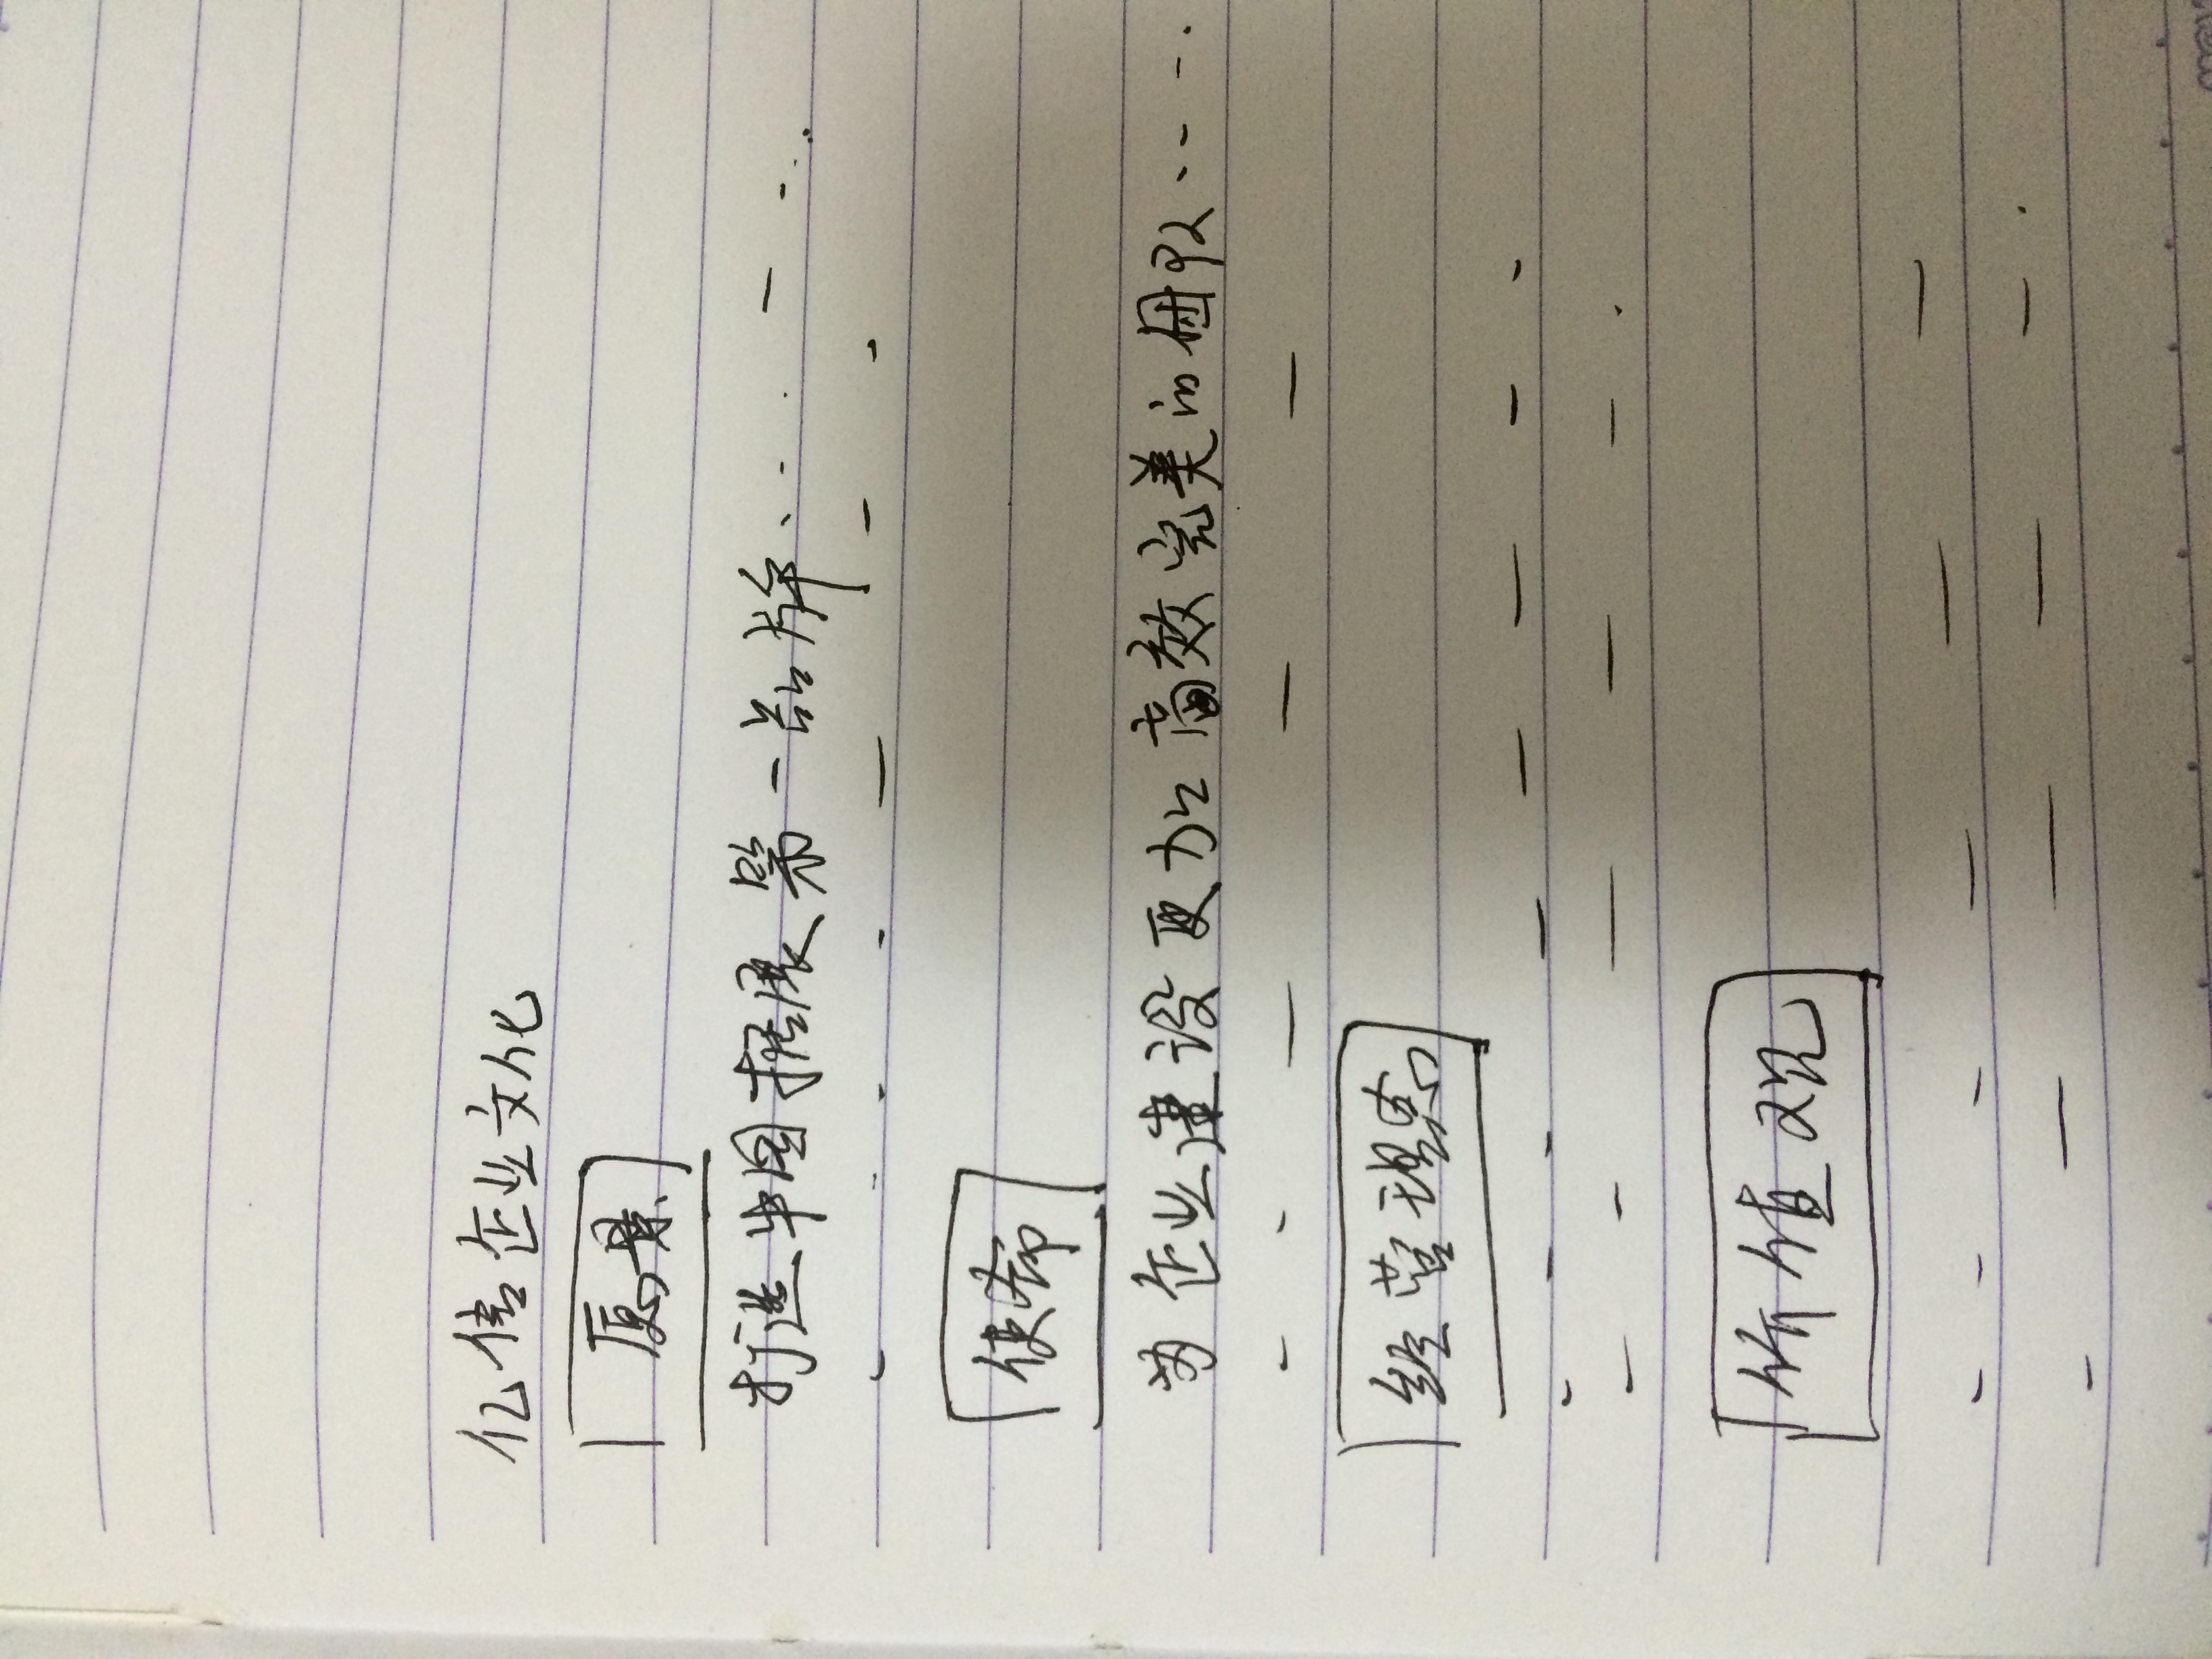 亿信企业文化
愿景
打造中国拓展第一品牌
使命
为企业建设更加高效完美的团队
经营理念
价值观